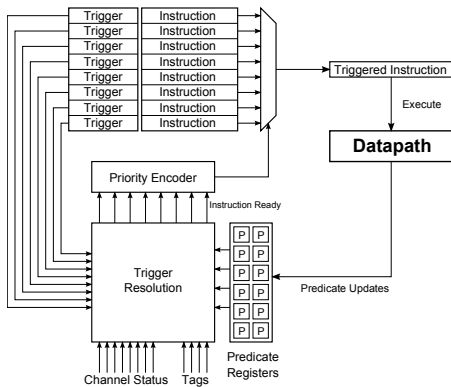 Trigger Instruction
Trigger Instruction
Trigger Instruction
Trigger Instruction
Trigger Instruction
Trigger Instruction
Trigger Instruction
Trigger Instruction
Triggered Instruction
Execute
Datapath
Priority Encoder
Instruction Ready
Trigger
Resolution
P P
P P
P P
P P
P P
P P
Predicate Updates
Predicate
Registers
Channel Status
Tags